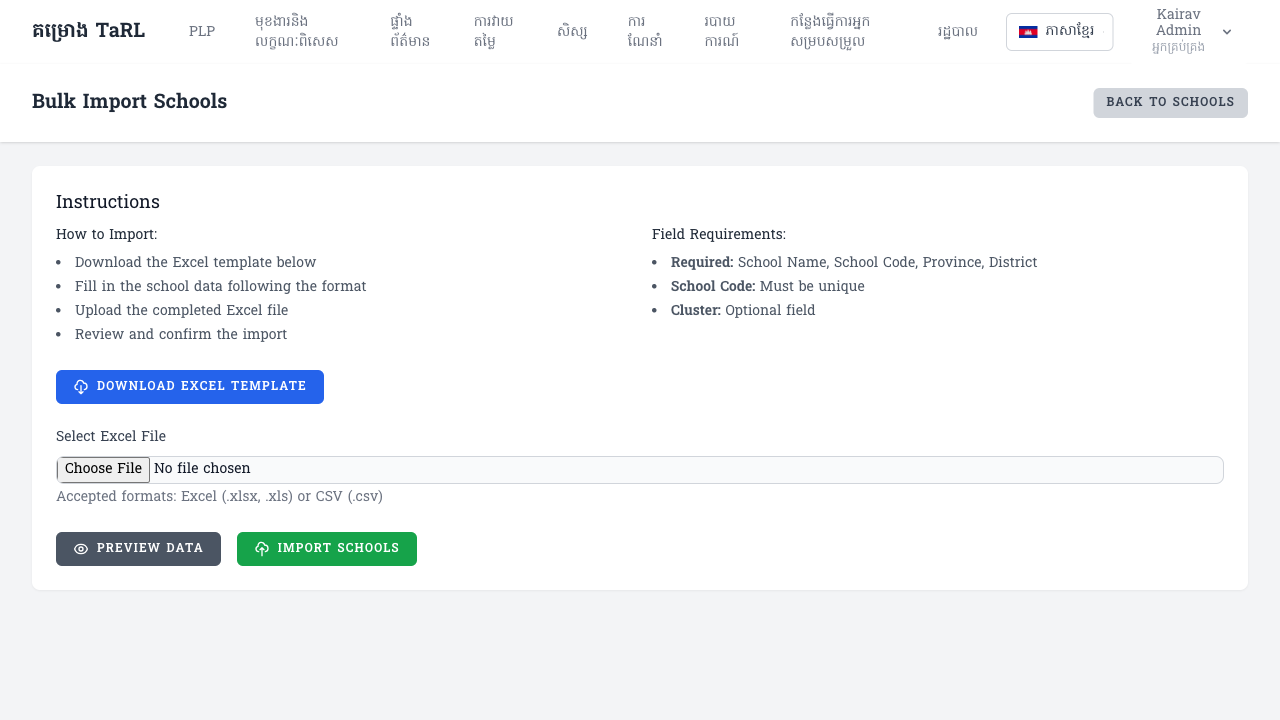 គម្រោង TaRL
PLP
មុខងារនិង
លក្ខណៈពិសេស
ផ្ទាំង
ព័ត៌មាន
ការវាយ
តម្លៃ
សិស្ស
ការ
ណែនាំ
របាយ
ការណ៍
កន្លែងធ្វើការអ្នក
សម្របសម្រួល
រដ្ឋបាល
ភាសាខ្មែរ
Kairav
Admin
អ្នកគ្រប់គ្រង
Bulk Import Schools
BACK TO SCHOOLS
Instructions
How to Import:
Download the Excel template below
Fill in the school data following the format
Upload the completed Excel file
Review and confirm the import
Field Requirements:
Required: School Name, School Code, Province, District
School Code: Must be unique
Cluster: Optional field
DOWNLOAD EXCEL TEMPLATE
Select Excel File
Choose File No file chosen
Accepted formats: Excel (.xlsx, .xls) or CSV (.csv)
PREVIEW DATA
IMPORT SCHOOLS